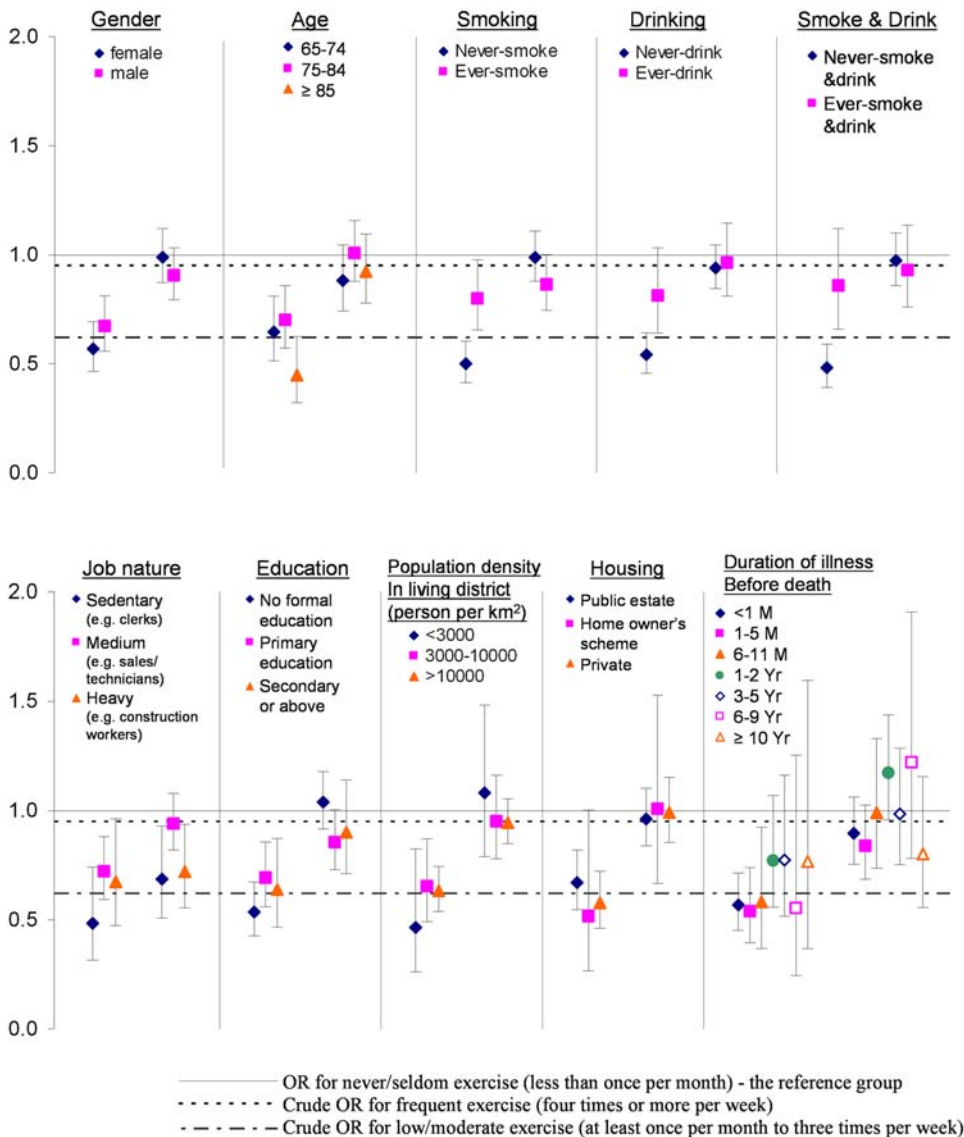 Gender
female
male
Age
65-74
75-84
≥ 85
Smoking
Never-smoke
Ever-smoke
Drinking
Never-drink
Ever-drink
Smoke & Drink
Never-smoke
&drink
Ever-smoke
&drink
2.0
1.5
1.0
0.5
0.0
Job nature
Sedentary
(e.g. clerks)
Medium
(e.g. sales/
technicians)
Heavy
(e.g. construction
workers)
Education
No formal
education
Primary
education
Secondary
or above
Population density
In living district
(person per km²)
<3000
3000-10000
>10000
Housing
Public estate
Home owner's
scheme
Private
Duration of illness
Before death
<1 M
1-5 M
6-11 M
1-2 Yr
3-5 Yr
6-9 Yr
≥ 10 Yr
2.0
1.5
1.0
0.5
0.0
OR for never/seldom exercise (less than once per month) - the reference group
Crude OR for frequent exercise (four times or more per week)
Crude OR for low/moderate exercise (at least once per month to three times per week)